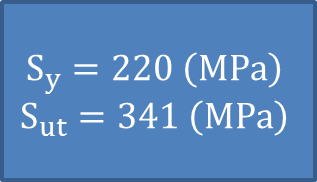 S_y = 220 (MPa)
S_ut = 341 (MPa)